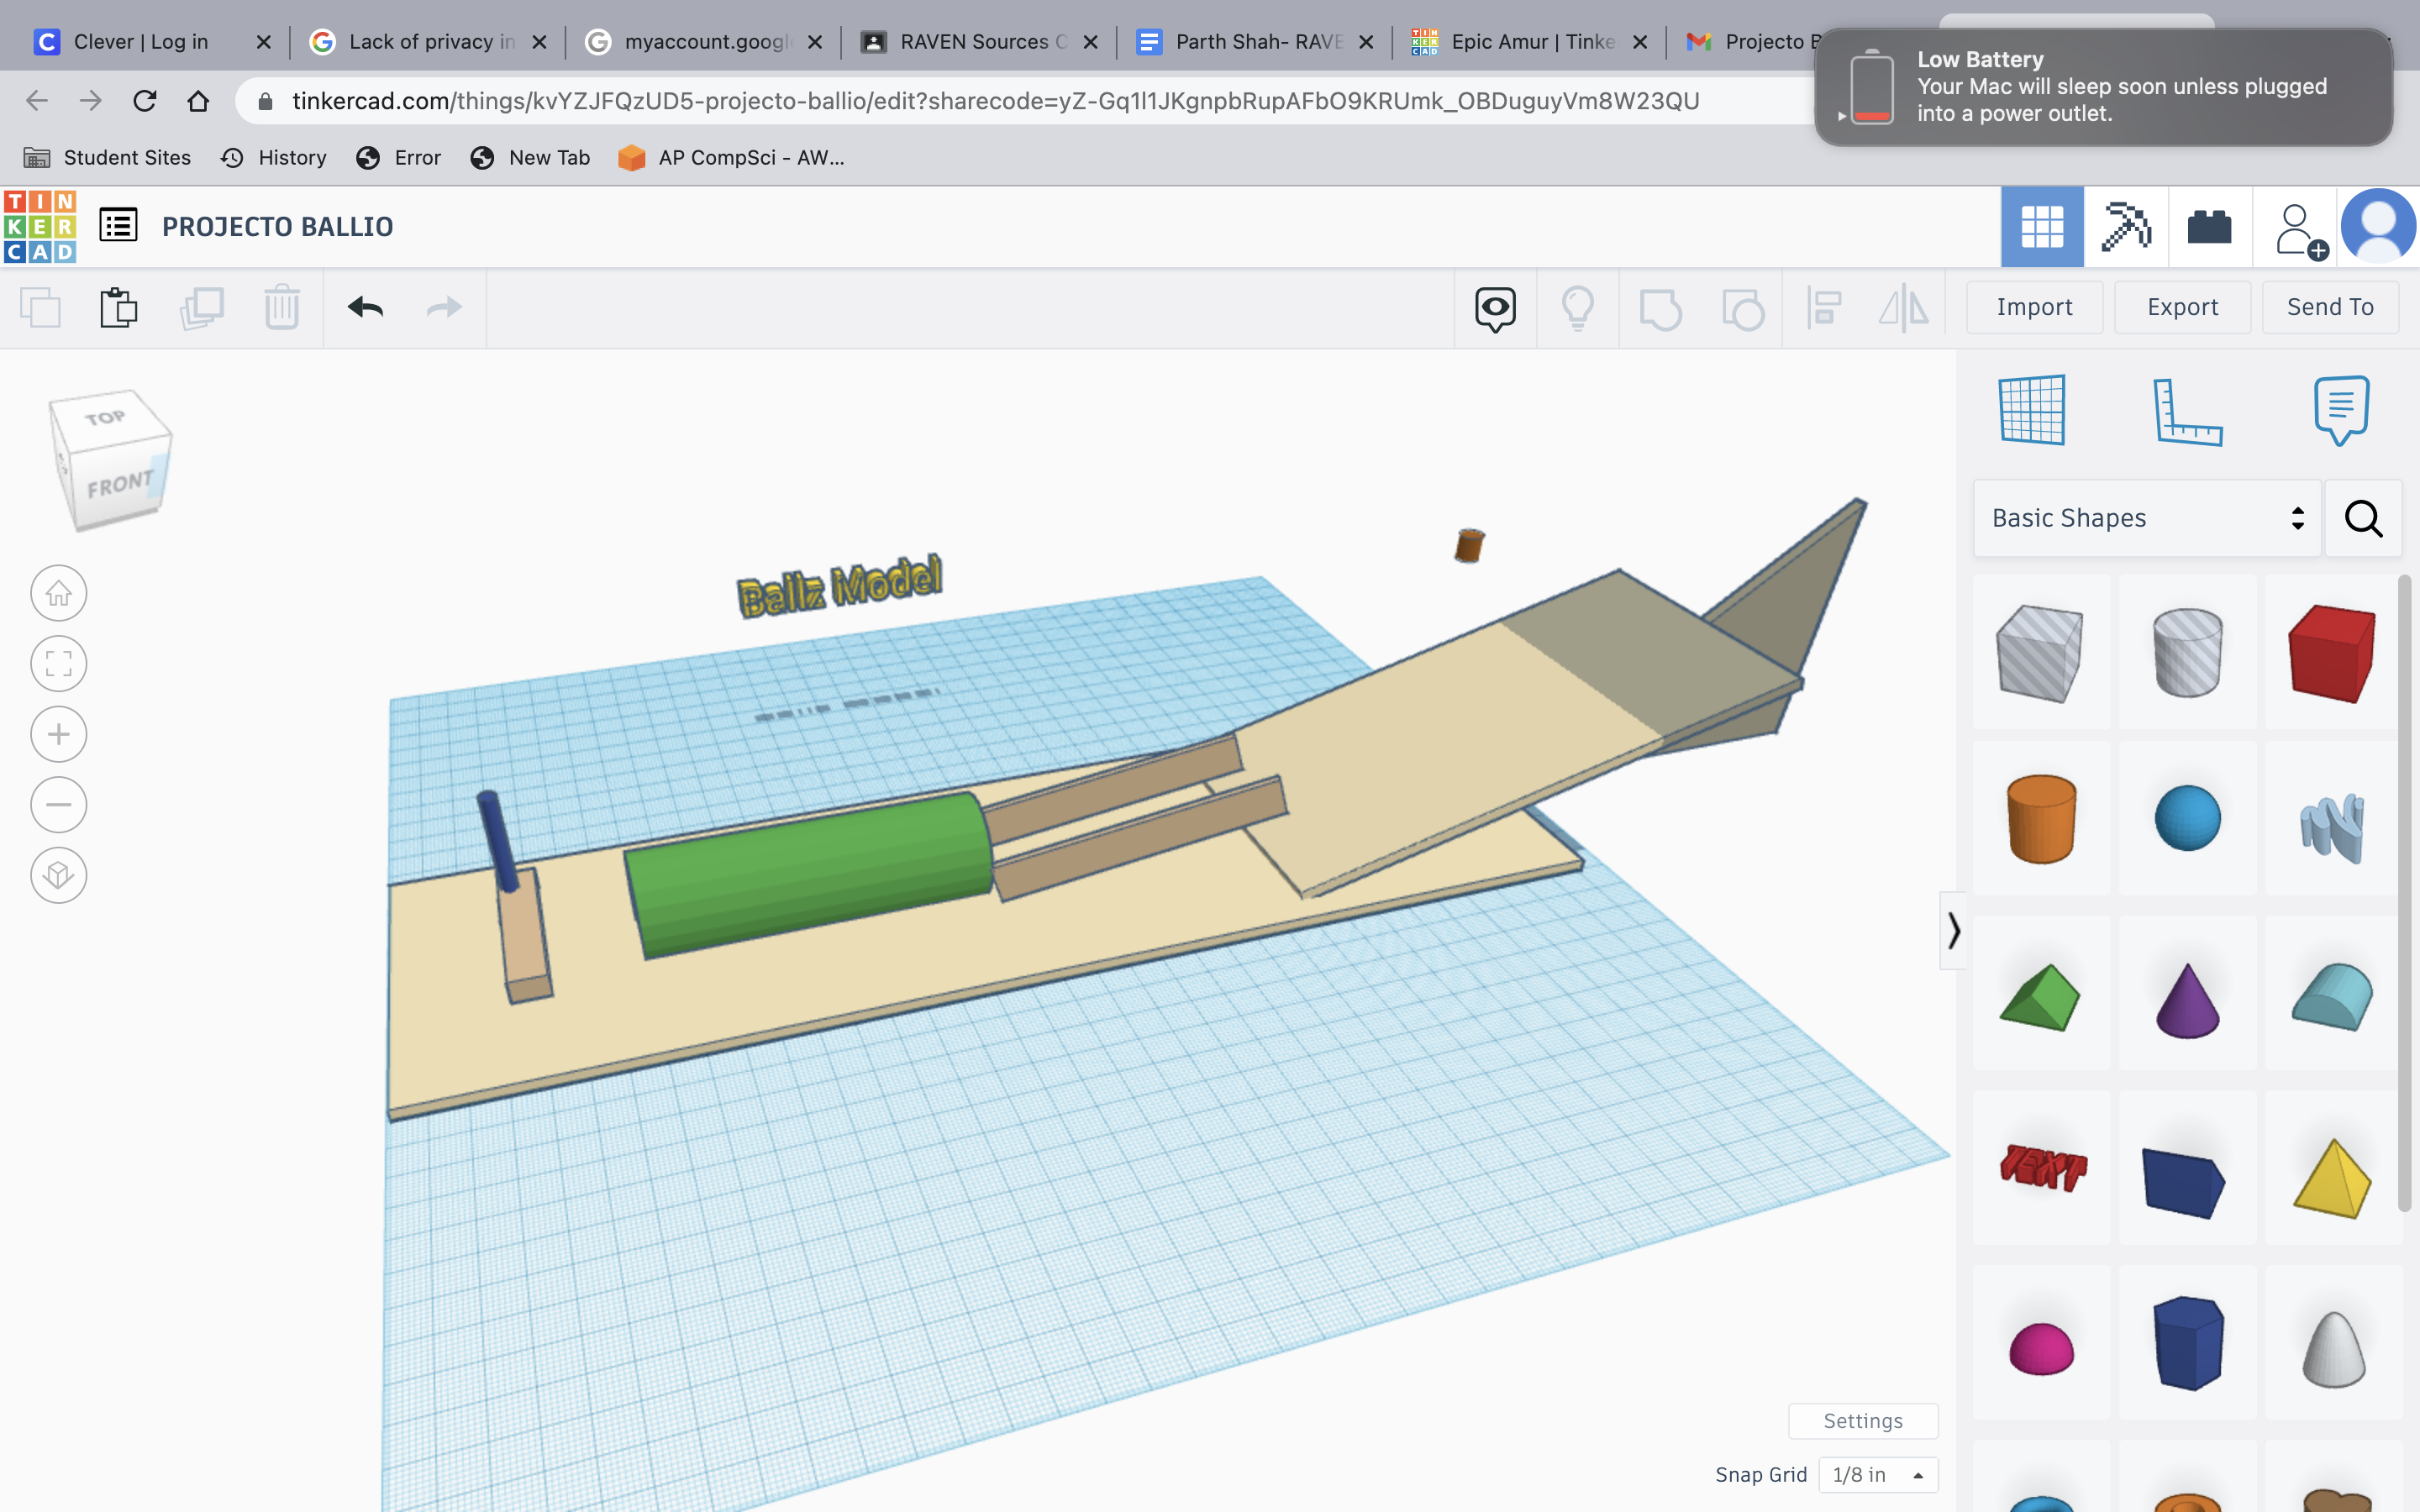 Clever | Log in
Lack of privacy in
myaccount.googl
RAVEN Sources C
Parth Shah- RAVE
Epic Amur | Tinke
Projecto B
Low Battery
Your Mac will sleep soon unless plugged
into a power outlet.
tinkercad.com/things/kvYZJFQzUD5-projecto-ballio/edit?sharecode=yZ-Gq1l1JKgnpbRupAFbO9KRUmk_OBDuguyVm8W23QU
Student Sites
History
Error
New Tab
AP CompSci - AW...
TIN
KER
CAD
PROJECTO BALLIO
Import
Export
Send To
TOP
FRONT
Ballz Model
Basic Shapes
TEXT
Settings
Snap Grid
1/8 in